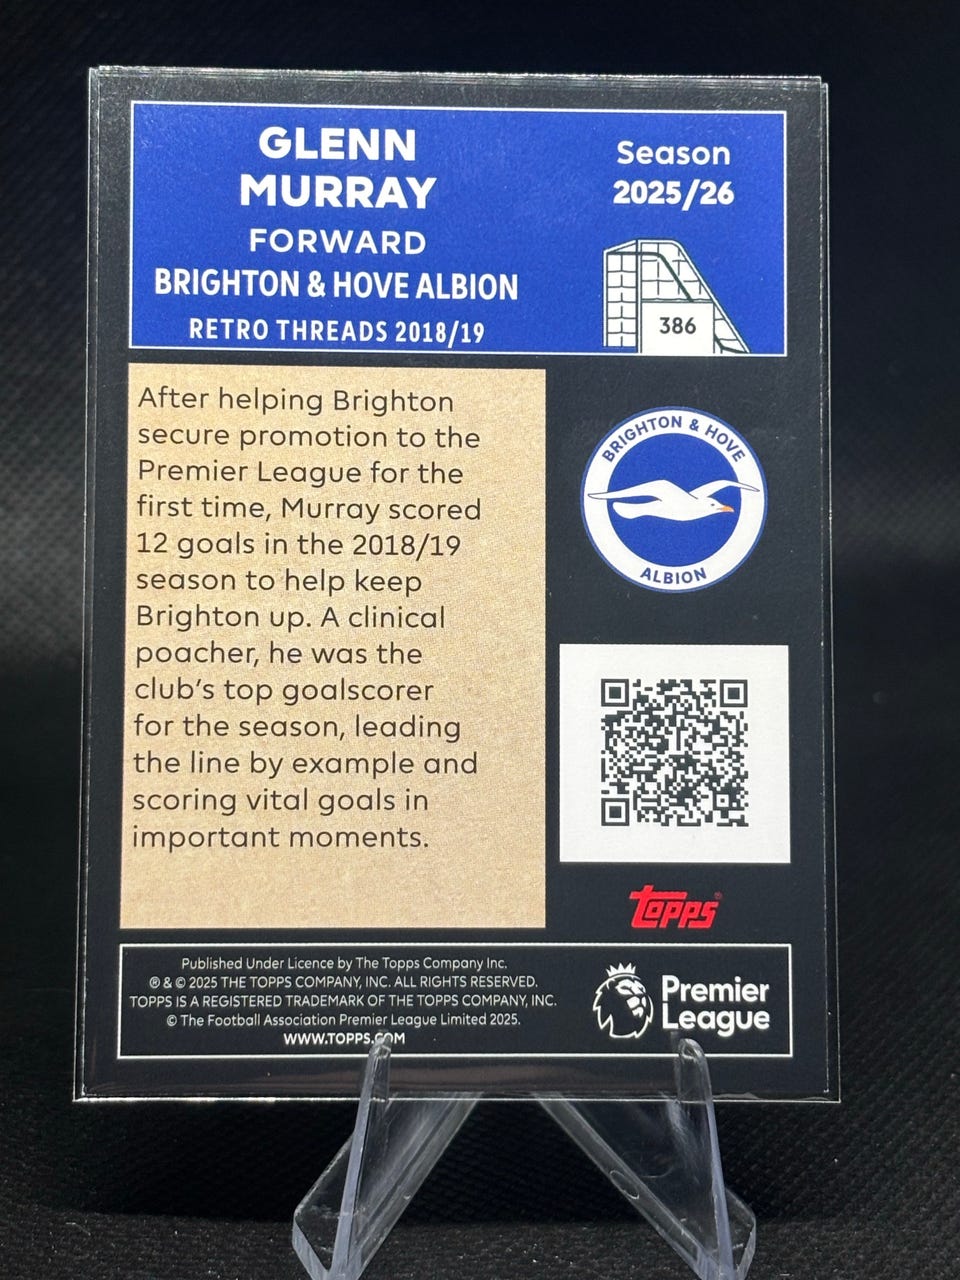 GLENN
MURRAY
FORWARD
BRIGHTON & HOVE ALBION
RETRO THREADS 2018/19
Season
2025/26
386
After helping Brighton
secure promotion to the
Premier League for the
first time, Murray scored
12 goals in the 2018/19
season to help keep
Brighton up. A clinical
poacher, he was the
club's top goalscorer
for the season, leading
the line by example and
scoring vital goals in
important moments.
BRIGHTON & HOVE
ALBION
Topps®
Published Under Licence by The Topps Company Inc.
® & © 2025 THE TOPPS COMPANY, INC. ALL RIGHTS RESERVED.
TOPPS IS A REGISTERED TRADEMARK OF THE TOPPS COMPANY, INC.
© The Football Association Premier League Limited 2025.
WWW.TOPPS.COM
Premier
League